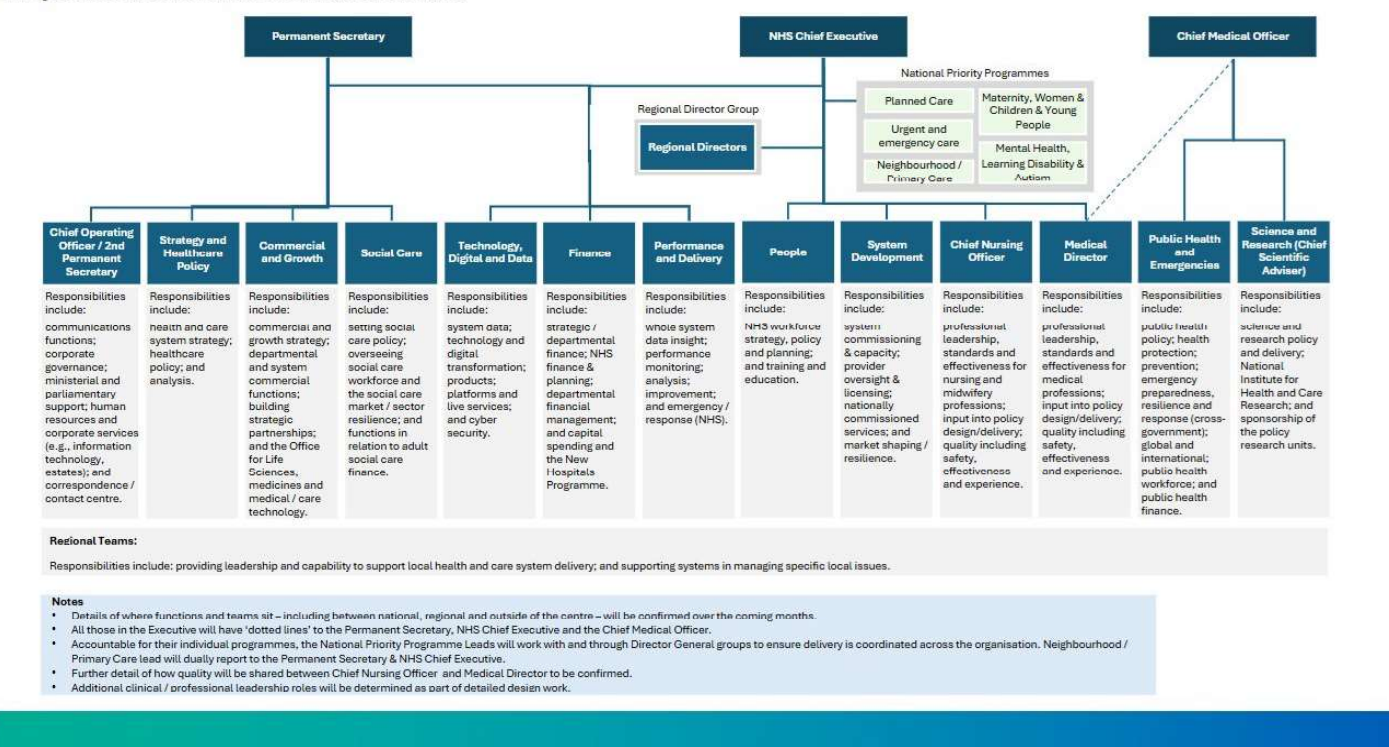 Permanent Secretary
NHS Chief Executive
Chief Medical Officer
National Priority Programmes
Planned Care
Urgent and
emergency care
Neighbourhood /
Primary Care
Maternity, Women &
Children & Young
People
Mental Health,
Learning Disability &
Autism
Regional Director Group
Regional Directors
Chief Operating
Officer / 2nd
Permanent
Secretary
Responsibilities
include:
communications
functions;
corporate
governance;
ministerial and
parliamentary
support; human
resources and
corporate services
(e.g., information
technology,
estates); and
correspondence /
contact centre.
Strategy and
Healthcare
Policy
Responsibilities
include:
health and care
system strategy;
healthcare
policy; and
analysis.
Commercial
and Growth
Responsibilities
include:
commercial and
growth strategy;
departmental
and system
commercial
functions;
building
strategic
partnerships;
and the Office
for Life
Sciences,
medicines and
medical / care
technology.
Social Care
Responsibilities
include:
setting social
care policy;
overseeing
social care
workforce and
the social care
market / sector
resilience; and
functions in
relation to adult
social care
finance.
Technology,
Digital and Data
Responsibilities
include:
system data;
technology and
digital
transformation;
products;
platforms and
live services;
and cyber
security.
Finance
Responsibilities
include:
strategic /
departmental
finance; NHS
finance &
planning;
departmental
financial
management;
and capital
spending and
the New
Hospitals
Programme.
Performance
and Delivery
Responsibilities
include:
whole system
data insight;
performance
monitoring;
analysis;
improvement;
and emergency /
response (NHS).
People
Responsibilities
include:
NHS workforce
strategy, policy
and planning;
and training and
education.
System
Development
Responsibilities
include:
system
commissioning
& capacity;
provider
oversight &
licensing;
nationally
commissioned
services; and
market shaping /
resilience.
Chief Nursing
Officer
Responsibilities
include:
professional
leadership,
standards and
effectiveness for
nursing and
midwifery
professions;
input into policy
design/delivery;
quality including
safety,
effectiveness
and experience.
Medical
Director
Responsibilities
include:
professional
leadership,
standards and
effectiveness for
medical
professions;
input into policy
design/delivery;
quality including
safety,
effectiveness
and experience.
Public Health
and
Emergencies
Responsibilities
include:
public health
policy; health
protection;
prevention;
emergency
preparedness,
resilience and
response (cross-
government);
global and
international;
public health
workforce; and
public health
finance.
Science and
Research (Chief
Scientific
Adviser)
Responsibilities
include:
science and
research policy
and delivery;
National
Institute for
Health and Care
Research; and
sponsorship of
the policy
research units.
Regional Teams:
Responsibilities include: providing leadership and capability to support local health and care system delivery; and supporting systems in managing specific local issues.
Notes
• Details of where functions and teams sit – including between national, regional and outside of the centre – will be confirmed over the coming months.
• All those in the Executive will have ‘dotted lines’ to the Permanent Secretary, NHS Chief Executive and the Chief Medical Officer.
• Accountable for their individual programmes, the National Priority Programme Leads will work with and through Director General groups to ensure delivery is coordinated across the organisation. Neighbourhood /
Primary Care lead will dually report to the Permanent Secretary & NHS Chief Executive.
• Further detail of how quality will be shared between Chief Nursing Officer and Medical Director to be confirmed.
• Additional clinical / professional leadership roles will be determined as part of detailed design work.